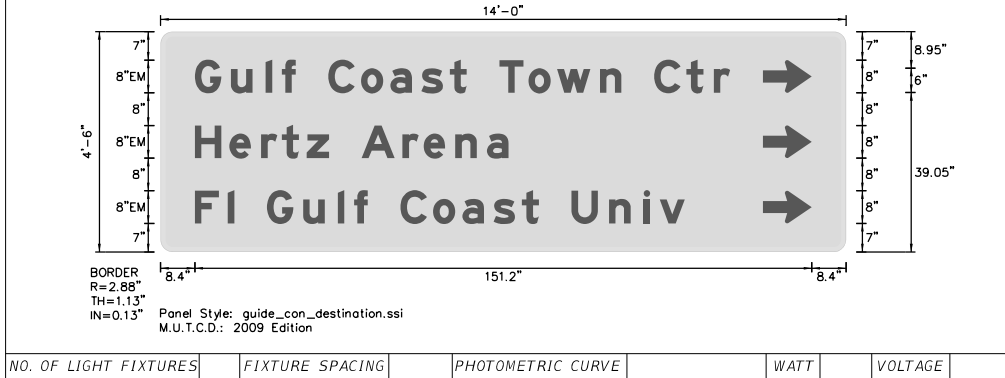 14'-0"
7" 7" 8.95"
8"EM Gulf Coast Town Ctr 8" 6"
8" 8"
4'-6" 8"EM Hertz Arena 8"
8" 8" 39.05"
8"EM Fl Gulf Coast Univ 8"
7" 7"
8.4" 151.2" 8.4"
BORDER
R=2.88"
TH=1.13"
IN=0.13"
Panel Style: guide_con_destination.ssi
M.U.T.C.D.: 2009 Edition
NO. OF LIGHT FIXTURES FIXTURE SPACING PHOTOMETRIC CURVE WATT VOLTAGE